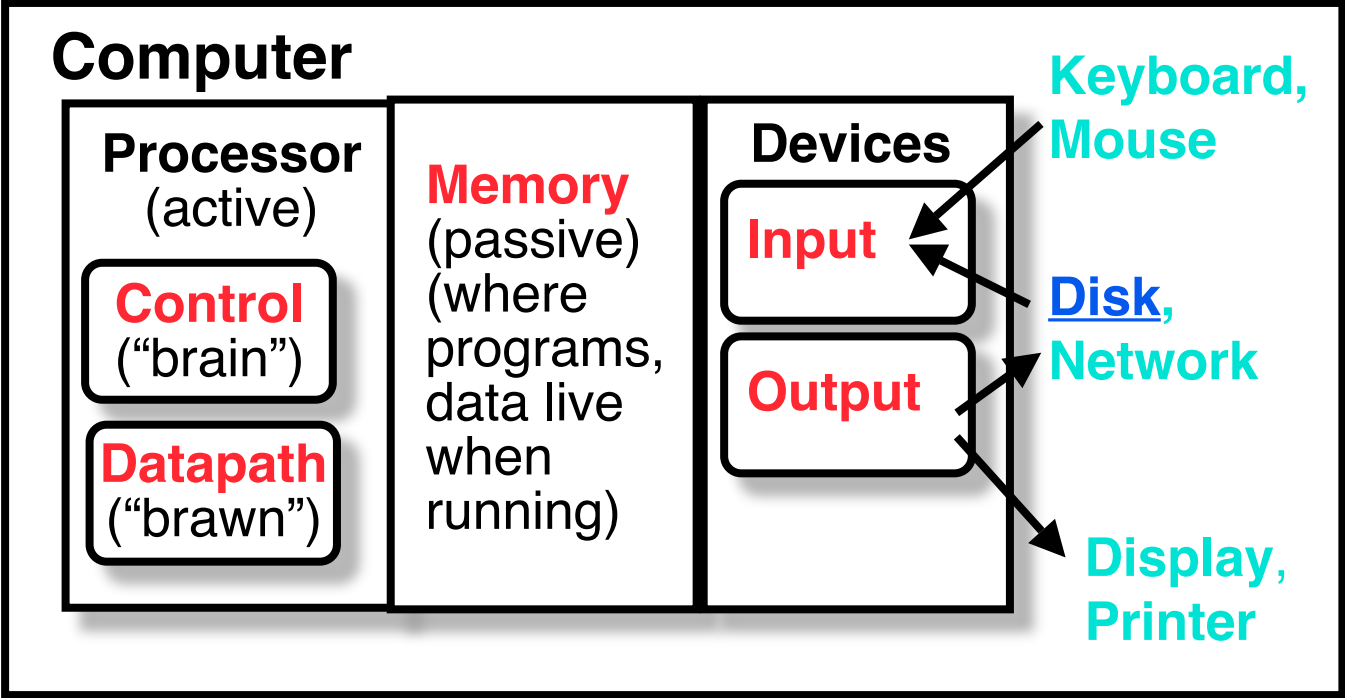 Computer
Processor
(active)
Control
(“brain”)
Datapath
(“brawn”)
Memory
(passive)
(where
programs,
data live
when
running)
Devices
Input
Output
Keyboard,
Mouse
Disk,
Network
Display,
Printer